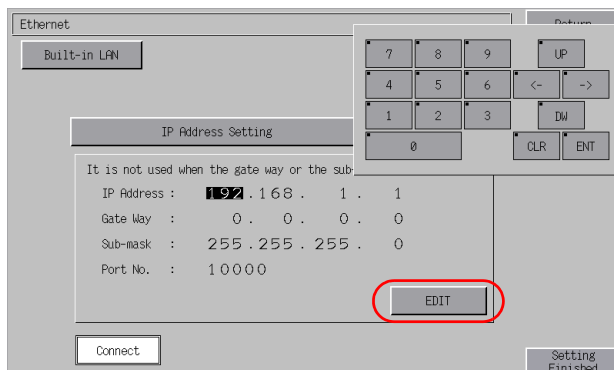 Ethernet
Return
Built-in LAN
7 8 9 UP
4 5 6 <- ->
1 2 3 DW
0 CLR ENT
IP Address Setting
It is not used when the gate way or the sub-
IP Address : 192.168. 1. 1
Gate Way : 0. 0. 0. 0
Sub-mask : 255.255.255. 0
Port No. : 10000
EDIT
Connect
Setting
Finished